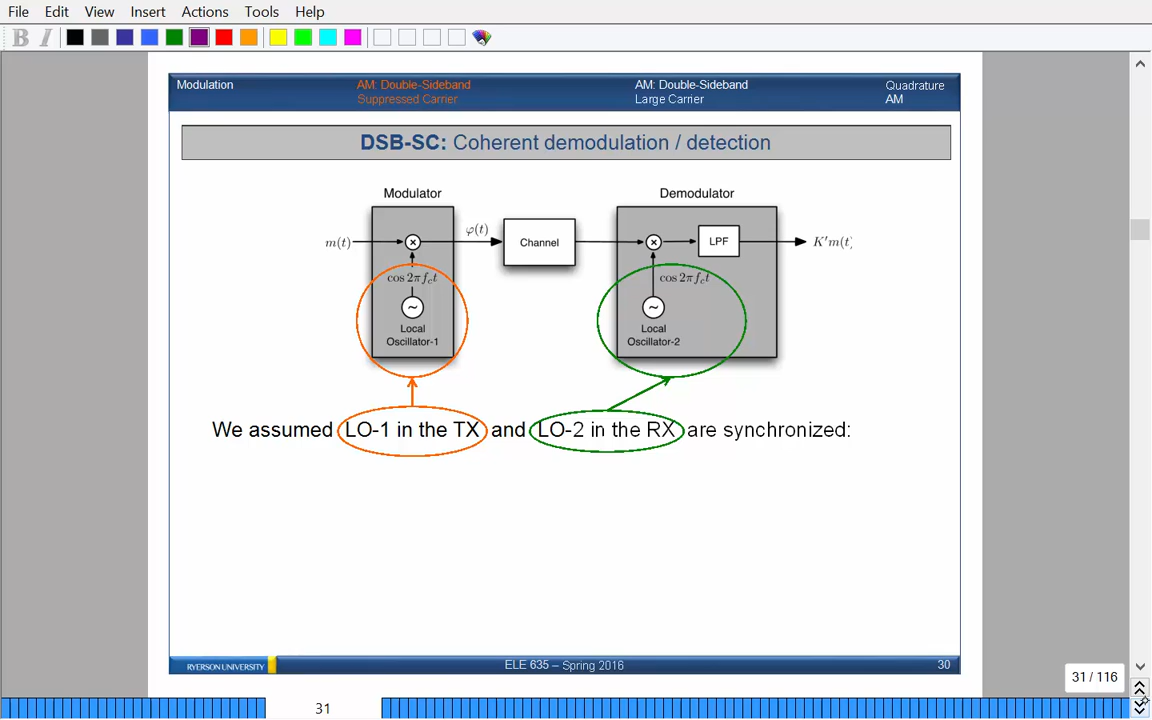 File Edit View Insert Actions Tools Help
B I
Modulation
AM: Double-Sideband
Suppressed Carrier
AM: Double-Sideband
Large Carrier
Quadrature
AM
DSB-SC: Coherent demodulation / detection
Modulator
Demodulator
m(t)
×
φ(t)
Channel
×
LPF
K'm(t)
cos 2πf_c t
cos 2πf_c t
~
~
Local
Oscillator-1
Local
Oscillator-2
We assumed LO-1 in the TX and LO-2 in the RX are synchronized:
RYERSON UNIVERSITY
ELE 635 – Spring 2016
30
31 / 116
31